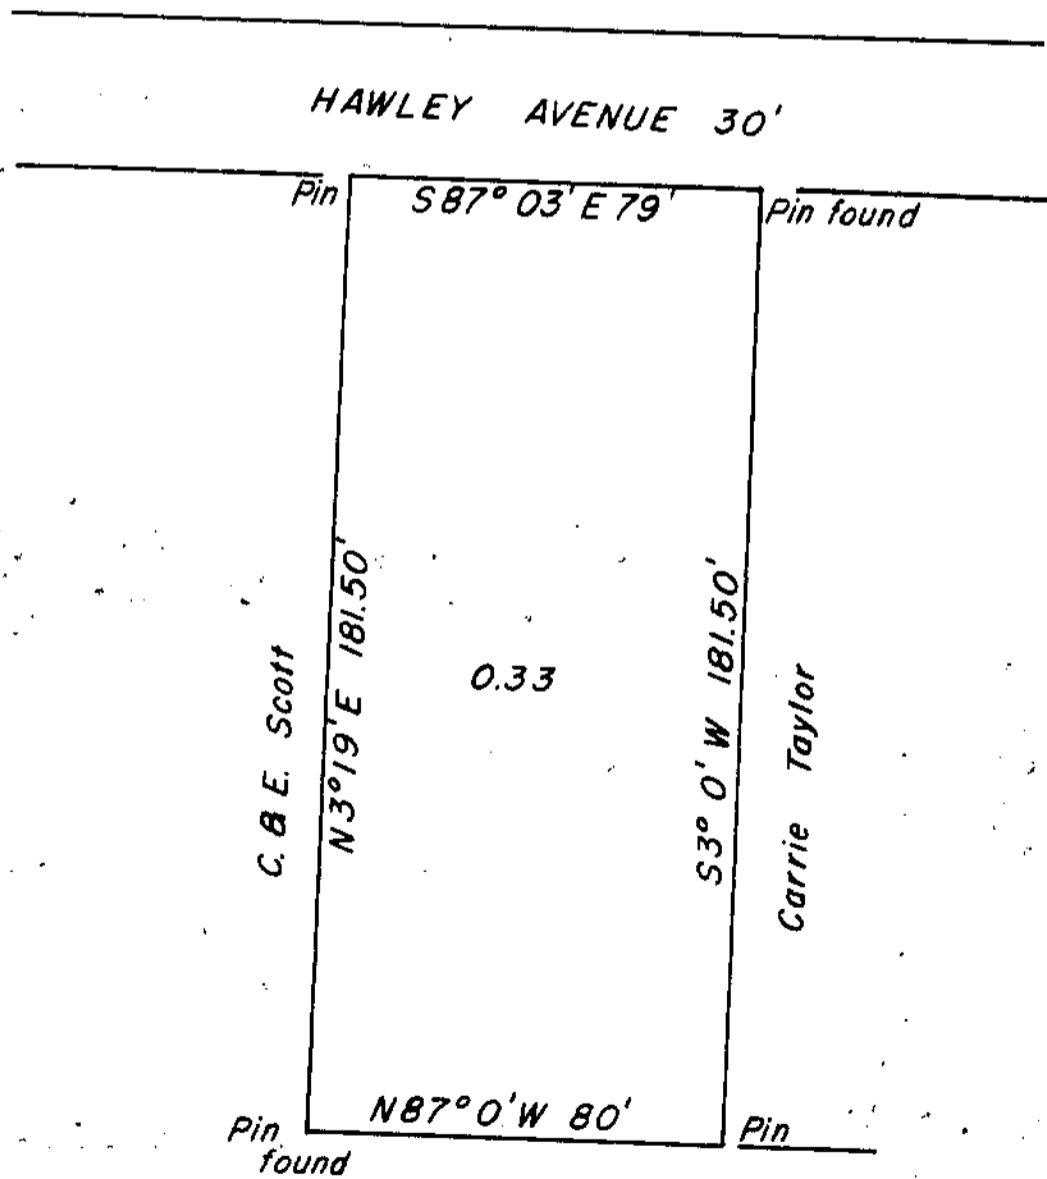 HAWLEY AVENUE 30'
Pin
S87° 03' E 79'
Pin found
N3°19'E 181.50'
S3° 0' W 181.50'
0.33
C. & E. Scott
Carrie Taylor
N87°0'W 80'
Pin
found
Pin